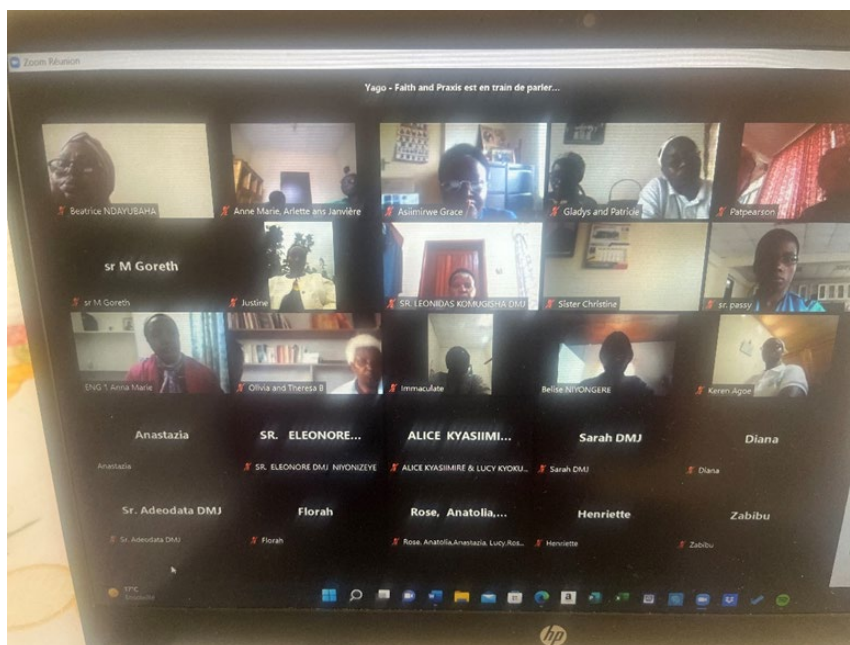 Zoom Réunion
Yago - Faith and Praxis est en train de parler...
Beatrice NDAYUBAHA
Anne Marie, Arlette ans Janvière
Asiimirwe Grace
Gladys and Patricie
Patpearson
sr M Goreth
sr M Goreth
Justine
SR. LEONIDAS KOMUGISHA DMJ
Sister Christine
sr. passy
ENG 1 Anna Marie
Olivia and Theresa B
Immaculate
Belise NIYONGERE
Keren Agoe
Anastazia
SR. ELEONORE...
ALICE KYASIIMI...
Sarah DMJ
Diana
Anastazia
SR. ELEONORE DMJ NIYONIZEYE
ALICE KYASIIMIRE & LUCY KYOKU...
Sarah DMJ
Diana
Sr. Adeodata DMJ
Florah
Rose, Anatolia,...
Henriette
Zabibu
Sr. Adeodata DMJ
Florah
Rose, Anatolia,Anestazia, Lucy,Ros...
Henriette
Zabibu
17°C
hp